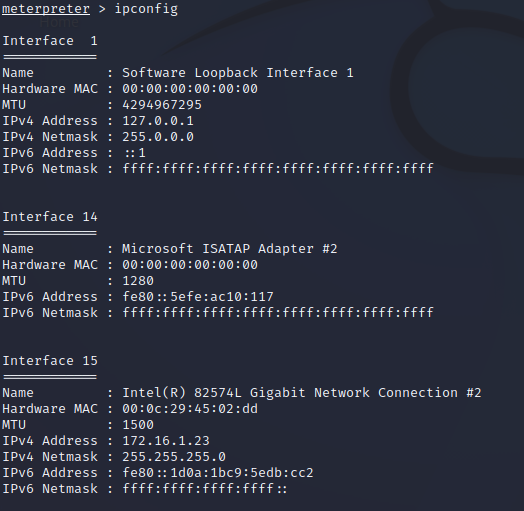 meterpreter > ipconfig
Interface  1
============
Name         : Software Loopback Interface 1
Hardware MAC : 00:00:00:00:00:00
MTU          : 4294967295
IPv4 Address : 127.0.0.1
IPv4 Netmask : 255.0.0.0
IPv6 Address : ::1
IPv6 Netmask : ffff:ffff:ffff:ffff:ffff:ffff:ffff:ffff
Interface 14
============
Name         : Microsoft ISATAP Adapter #2
Hardware MAC : 00:00:00:00:00:00
MTU          : 1280
IPv6 Address : fe80::5efe:ac10:117
IPv6 Netmask : ffff:ffff:ffff:ffff:ffff:ffff:ffff:ffff
Interface 15
============
Name         : Intel(R) 82574L Gigabit Network Connection #2
Hardware MAC : 00:0c:29:45:02:dd
MTU          : 1500
IPv4 Address : 172.16.1.23
IPv4 Netmask : 255.255.255.0
IPv6 Address : fe80::1d0a:1bc9:5edb:cc2
IPv6 Netmask : ffff:ffff:ffff:ffff::
Home